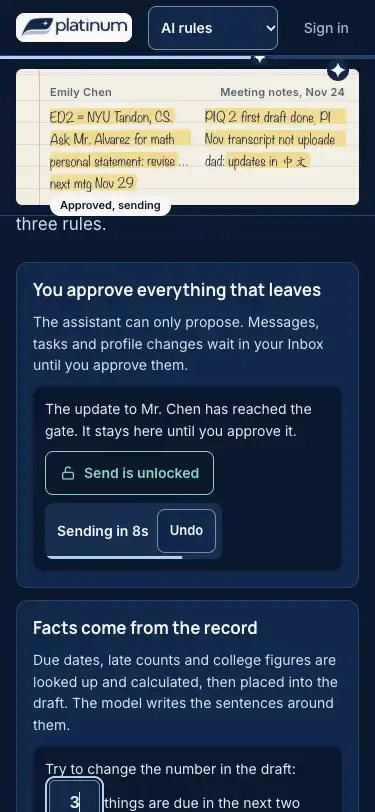 platinum
AI rules
Sign in
Emily Chen
Meeting notes, Nov 24
ED2 = NYU Tandon, CS.
Ask Mr. Alvarez for math
personal statement: revise ...
next mtg Nov 29
PIQ 2 first draft done, PI
Nov transcript not uploade
dad: updates in 中文
Approved, sending
three rules.
You approve everything that leaves
The assistant can only propose. Messages,
tasks and profile changes wait in your Inbox
until you approve them.
The update to Mr. Chen has reached the
gate. It stays here until you approve it.
Send is unlocked
Sending in 8s
Undo
Facts come from the record
Due dates, late counts and college figures are
looked up and calculated, then placed into the
draft. The model writes the sentences around
them.
Try to change the number in the draft:
3 things are due in the next two